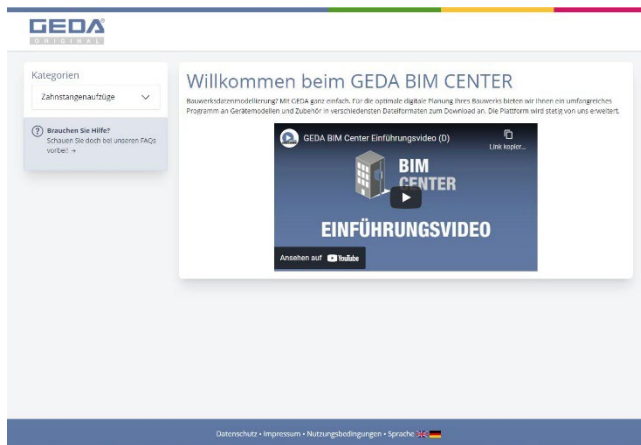 GEDA
ORIGINAL
Kategorien
Zahnstangenaufzüge
Brauchen Sie Hilfe?
Schauen Sie doch bei unseren FAQs
vorbei! →
Willkommen beim GEDA BIM CENTER
Bauwerksdatenmodellierung? Mit GEDA ganz einfach. Für die optimale digitale Planung Ihres Bauwerks bieten wir Ihnen ein umfangreiches
Programm an Gerätemodellen und Zubehör in verschiedensten Dateiformaten zum Download an. Die Plattform wird stetig von uns erweitert.
GEDA BIM Center Einführungsvideo (D)
Link kopier...
BIM
CENTER
EINFÜHRUNGSVIDEO
Ansehen auf YouTube
Datenschutz • Impressum • Nutzungsbedingungen • Sprache